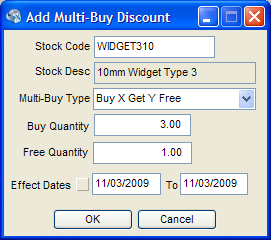 Add Multi-Buy Discount
Stock Code WIDGET310
Stock Desc 10mm Widget Type 3
Multi-Buy Type Buy X Get Y Free
Buy Quantity 3.00
Free Quantity 1.00
Effect Dates 11/03/2009 To 11/03/2009
OK Cancel